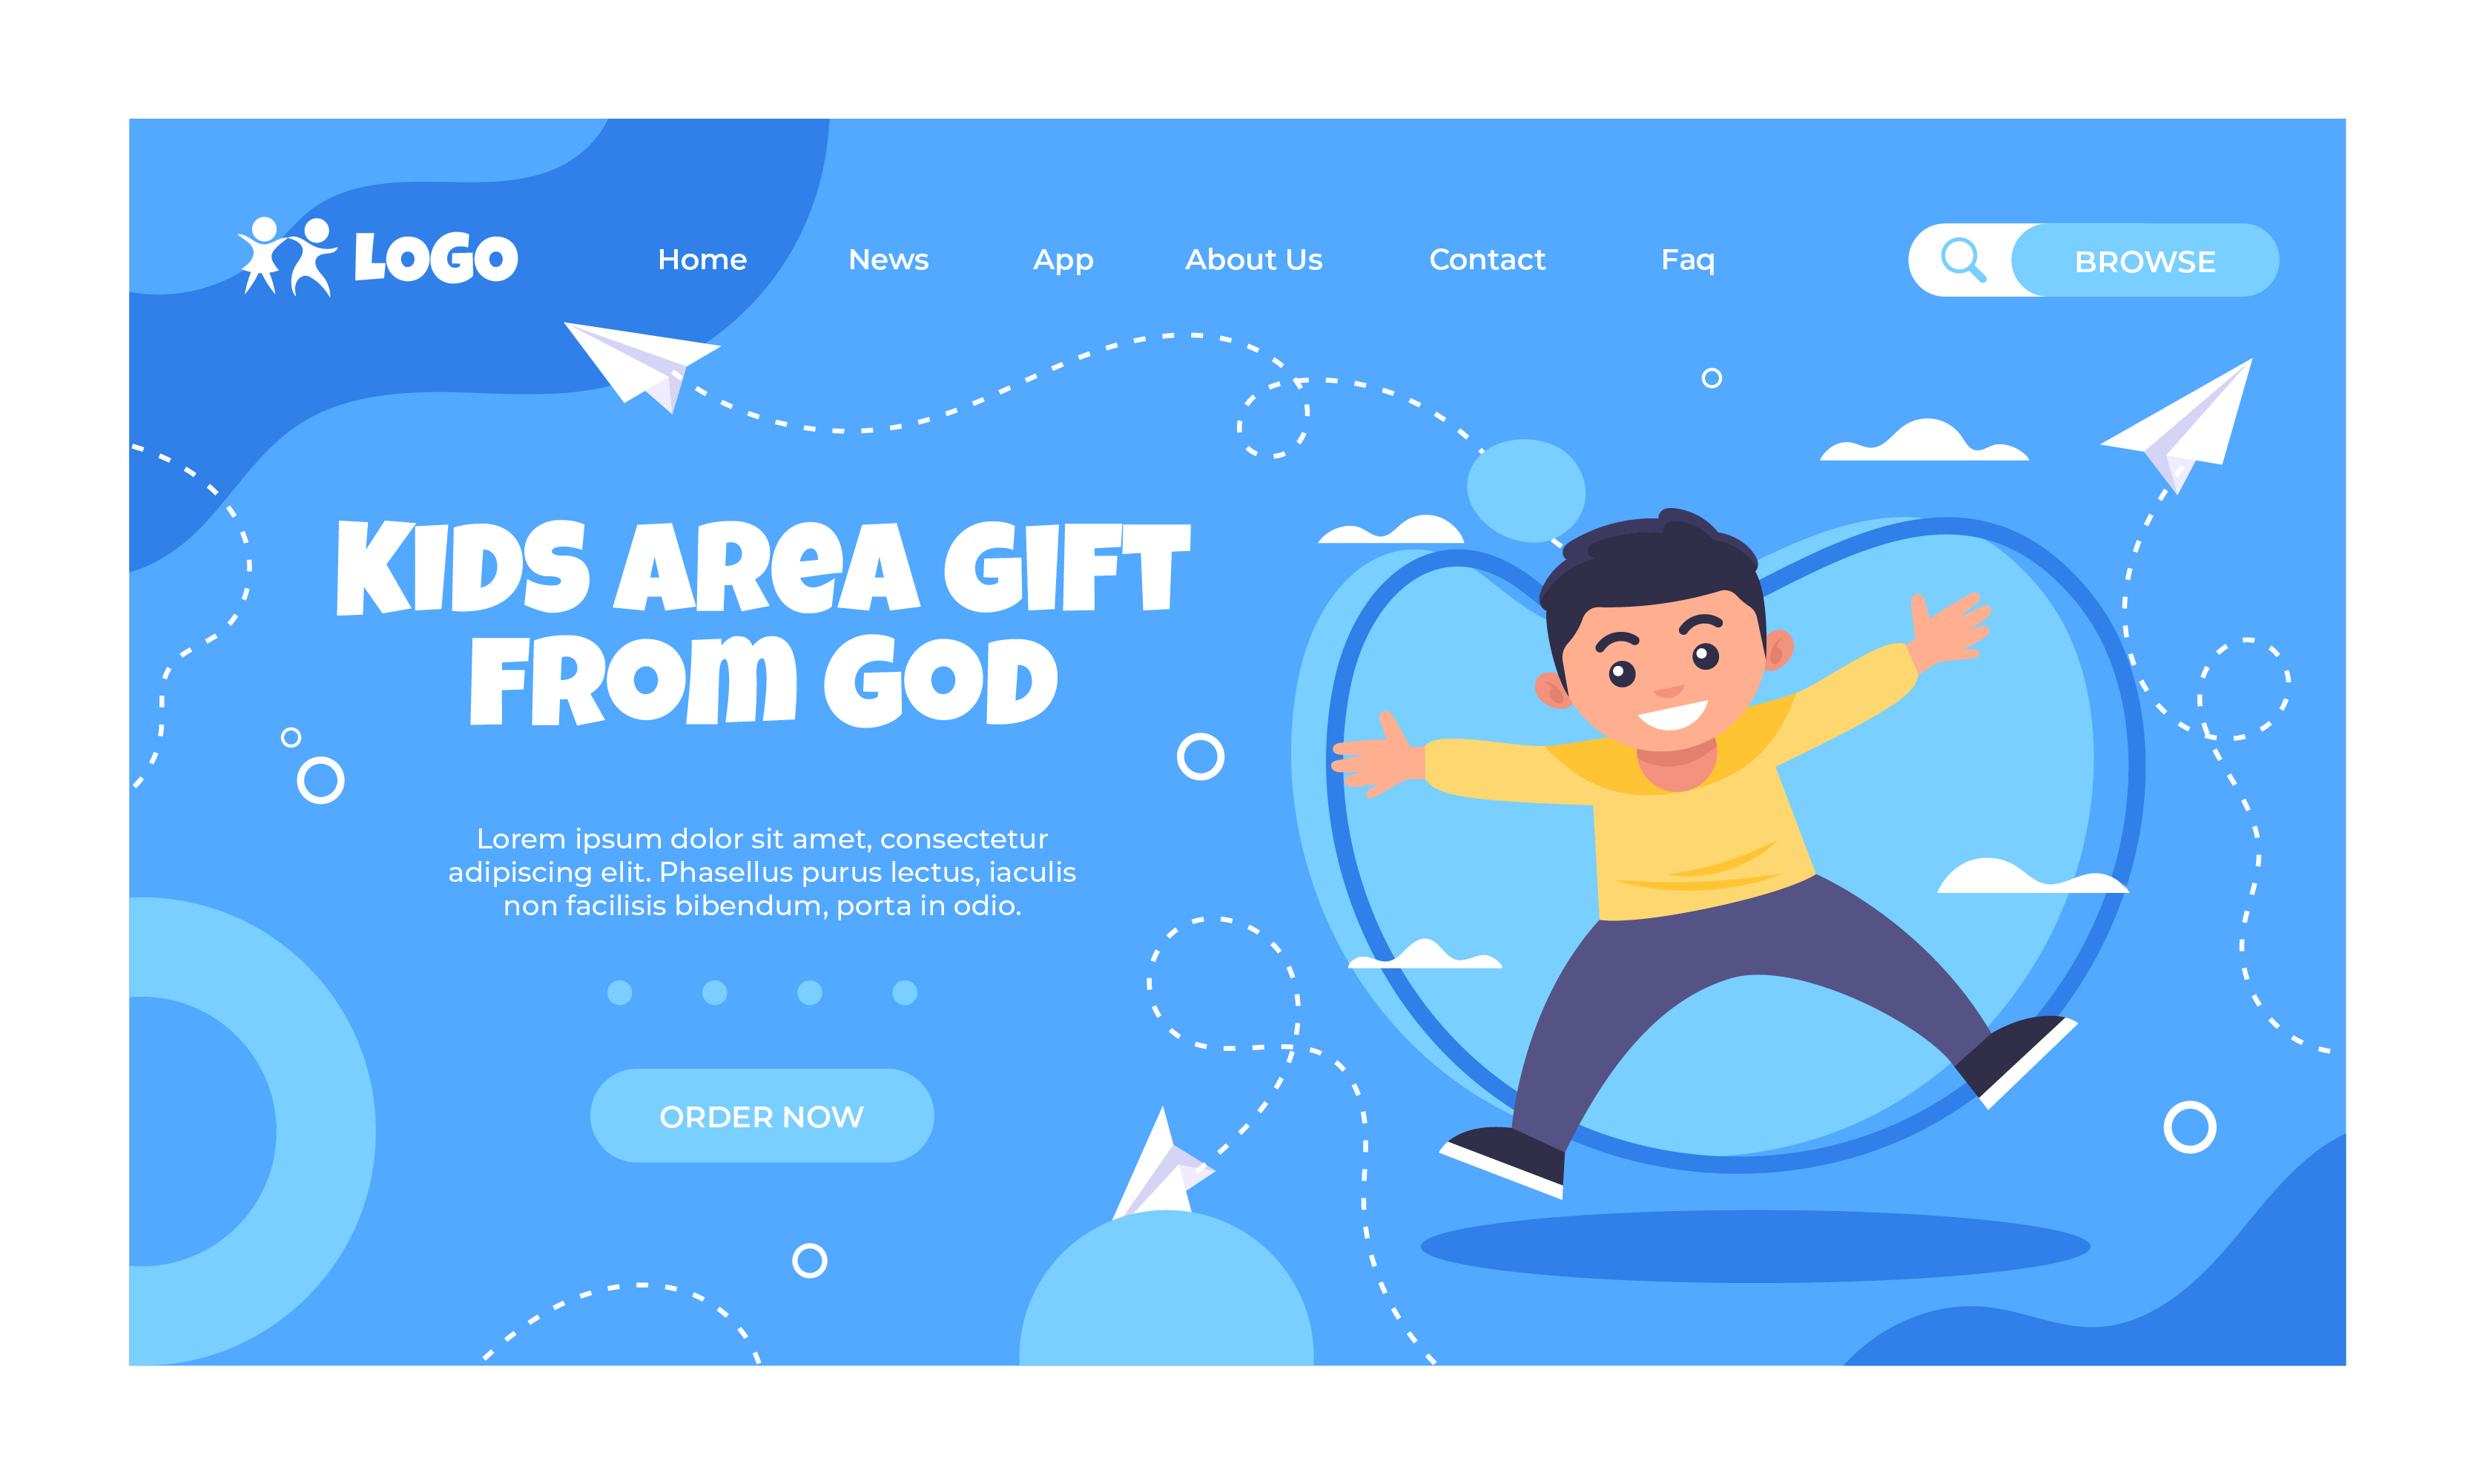 LOGO
Home News App About Us Contact Faq
BROWSE
KIDS AREA GIFT
FROM GOD
Lorem ipsum dolor sit amet, consectetur
adipiscing elit. Phasellus purus lectus, iaculis
non facilisis bibendum, porta in odio.
ORDER NOW